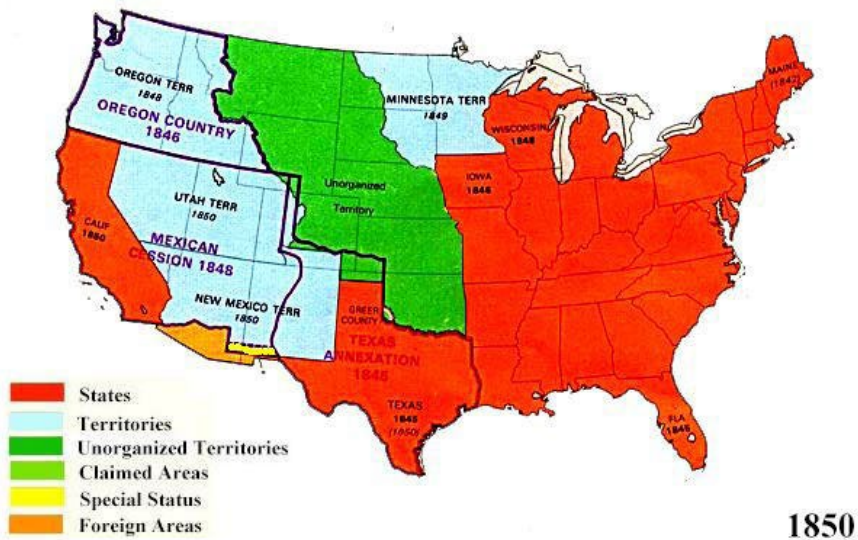 OREGON TERR
1848
OREGON COUNTRY
1846
MINNESOTA TERR
1849
WISCONSIN
1848
MAINE
(1842)
IOWA
1846
Unorganized
Territory
UTAH TERR
1850
CALIF
1850
MEXICAN
CESSION 1848
NEW MEXICO TERR
1850
GREER
COUNTY
TEXAS
ANNEXATION
1845
TEXAS
1845
(1850)
FLA
1845
States
Territories
Unorganized Territories
Claimed Areas
Special Status
Foreign Areas
1850